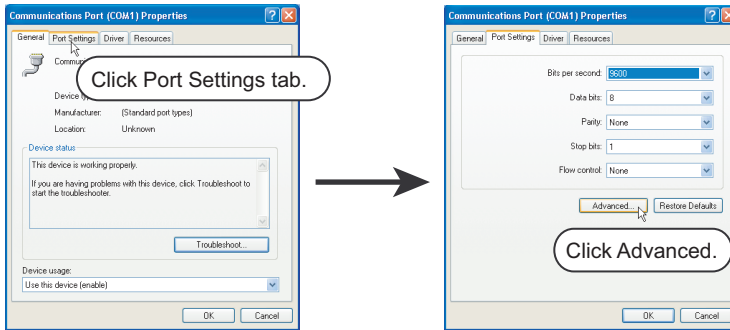 Communications Port (COM1) Properties
General Port Settings Driver Resources
Click Port Settings tab.
Manufacturer: (Standard port types)
Location: Unknown
Device status
This device is working properly.
If you are having problems with this device, click Troubleshoot to
start the troubleshooter.
Troubleshoot...
Device usage:
Use this device (enable)
OK Cancel
Communications Port (COM1) Properties
General Port Settings Driver Resources
Bits per second: 9600
Data bits: 8
Parity: None
Stop bits: 1
Flow control: None
Advanced... Restore Defaults
Click Advanced.
OK Cancel